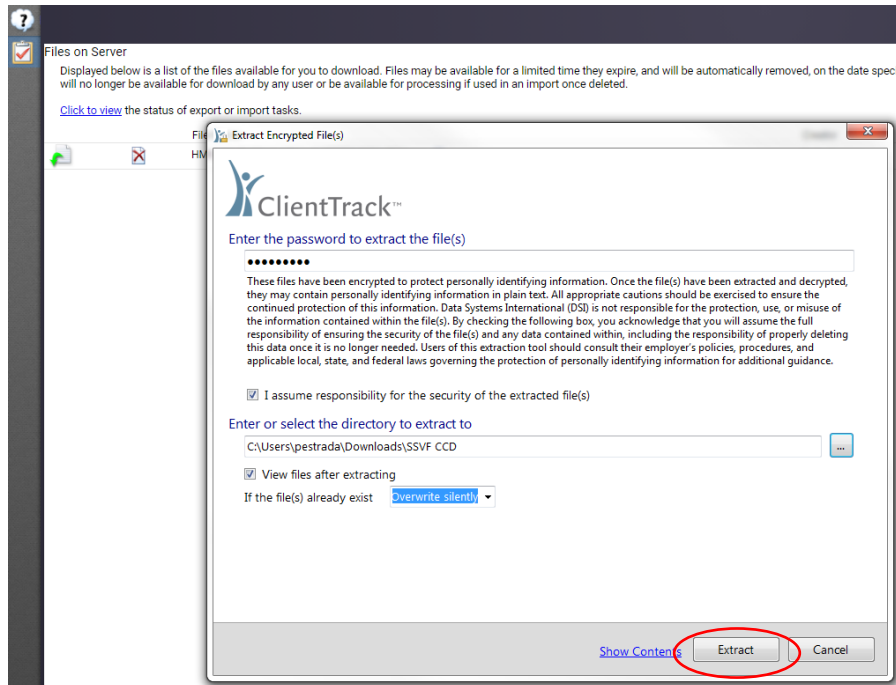 ?
Files on Server
Displayed below is a list of the files available for you to download. Files may be available for a limited time they expire, and will be automatically removed, on the date spec
will no longer be available for download by any user or be available for processing if used in an import once deleted.
Click to view the status of export or import tasks.
File
HM
Extract Encrypted File(s)
ClientTrack™
Enter the password to extract the file(s)
•••••••••
These files have been encrypted to protect personally identifying information. Once the file(s) have been extracted and decrypted,
they may contain personally identifying information in plain text. All appropriate cautions should be exercised to ensure the
continued protection of this information. Data Systems International (DSI) is not responsible for the protection, use, or misuse of
the information contained within the file(s). By checking the following box, you acknowledge that you will assume the full
responsibility of ensuring the security of the file(s) and any data contained within, including the responsibility of properly deleting
this data once it is no longer needed. Users of this extraction tool should consult their employer's policies, procedures, and
applicable local, state, and federal laws governing the protection of personally identifying information for additional guidance.
I assume responsibility for the security of the extracted file(s)
Enter or select the directory to extract to
C:\Users\pestrada\Downloads\SSVF CCD
...
View files after extracting
If the file(s) already exist Overwrite silently
Show Contents Extract Cancel